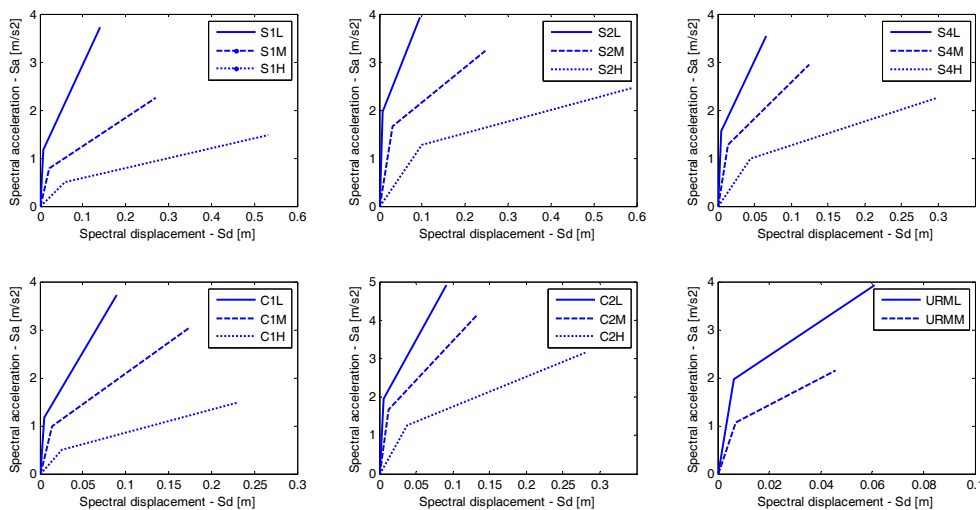 Spectral acceleration - Sa [m/s2]
4
3
2
1
0
0 0.1 0.2 0.3 0.4 0.5 0.6
Spectral displacement - Sd [m]
S1L
S1M
S1H
Spectral acceleration - Sa [m/s2]
4
3
2
1
0
0 0.1 0.2 0.3 0.4 0.5 0.6
Spectral displacement - Sd [m]
S2L
S2M
S2H
Spectral acceleration - Sa [m/s2]
4
3
2
1
0
0 0.05 0.1 0.15 0.2 0.25 0.3
Spectral displacement - Sd [m]
S4L
S4M
S4H
Spectral acceleration - Sa [m/s2]
4
3
2
1
0
0 0.05 0.1 0.15 0.2 0.25 0.3
Spectral displacement - Sd [m]
C1L
C1M
C1H
Spectral acceleration - Sa [m/s2]
5
4
3
2
1
0
0 0.05 0.1 0.15 0.2 0.25 0.3
Spectral displacement - Sd [m]
C2L
C2M
C2H
Spectral acceleration - Sa [m/s2]
4
3
2
1
0
0 0.02 0.04 0.06 0.08 0.1
Spectral displacement - Sd [m]
URML
URMM